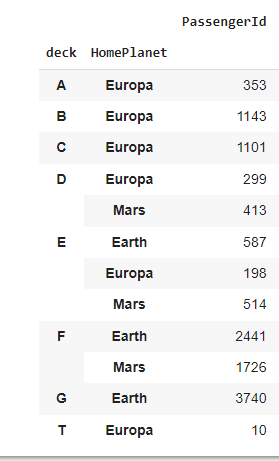 PassengerId
deck HomePlanet
A Europa 353
B Europa 1143
C Europa 1101
D Europa 299
Mars 413
E Earth 587
Europa 198
Mars 514
F Earth 2441
Mars 1726
G Earth 3740
T Europa 10